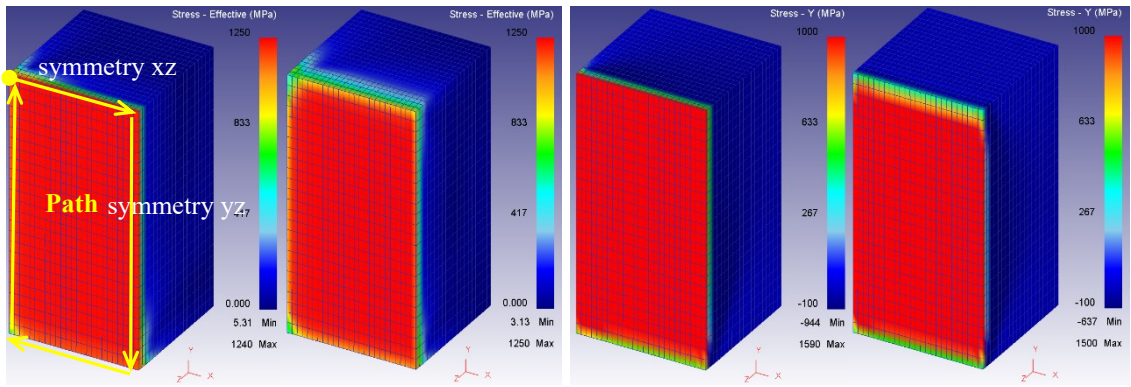 Stress - Effective (MPa)
1250
833
417
0.000
5.31 Min
1240 Max
symmetry xz
Path
symmetry yz
Y
Z X
Stress - Effective (MPa)
1250
833
417
0.000
3.13 Min
1250 Max
Y
Z X
Stress - Y (MPa)
1000
633
267
-100
-944 Min
1590 Max
Y
Z X
Stress - Y (MPa)
1000
633
267
-100
-637 Min
1500 Max
Y
Z X